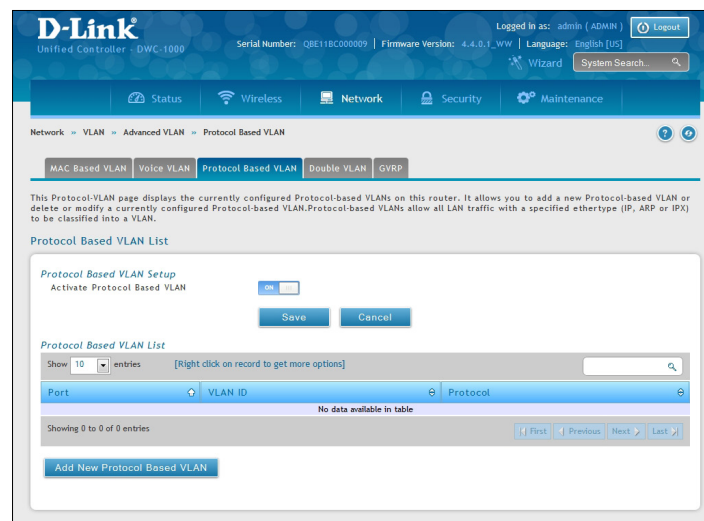 D-Link®
Logged in as: admin ( ADMIN ) Logout
Unified Controller - DWC-1000
Serial Number: QBE11BC000009 | Firmware Version: 4.4.0.1_WW | Language: English [US]
Wizard System Search...
Status Wireless Network Security Maintenance
Network » VLAN » Advanced VLAN » Protocol Based VLAN
MAC Based VLAN Voice VLAN Protocol Based VLAN Double VLAN GVRP
This Protocol-VLAN page displays the currently configured Protocol-based VLANs on this router. It allows you to add a new Protocol-based VLAN or
delete or modify a currently configured Protocol-based VLAN.Protocol-based VLANs allow all LAN traffic with a specified ethertype (IP, ARP or IPX)
to be classified into a VLAN.
Protocol Based VLAN List
Protocol Based VLAN Setup
Activate Protocol Based VLAN ON
Save Cancel
Protocol Based VLAN List
Show 10 entries [Right click on record to get more options]
Port VLAN ID Protocol
No data available in table
Showing 0 to 0 of 0 entries First Previous Next Last
Add New Protocol Based VLAN